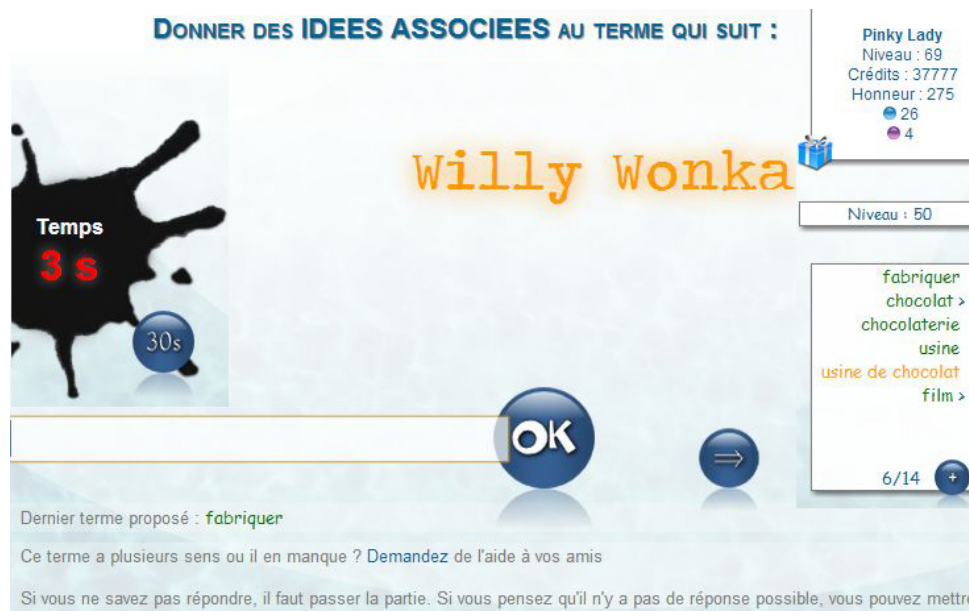 DONNER DES IDEES ASSOCIEES AU TERME QUI SUIT :
Pinky Lady
Niveau : 69
Crédits : 37777
Honneur : 275
26
4
Willy Wonka
Niveau : 50
Temps
3 s
30s
fabriquer
chocolat >
chocolaterie
usine
usine de chocolat
film >
6/14 +
OK
⇒
Dernier terme proposé : fabriquer
Ce terme a plusieurs sens ou il en manque ? Demandez de l'aide à vos amis
Si vous ne savez pas répondre, il faut passer la partie. Si vous pensez qu'il n'y a pas de réponse possible, vous pouvez mettre